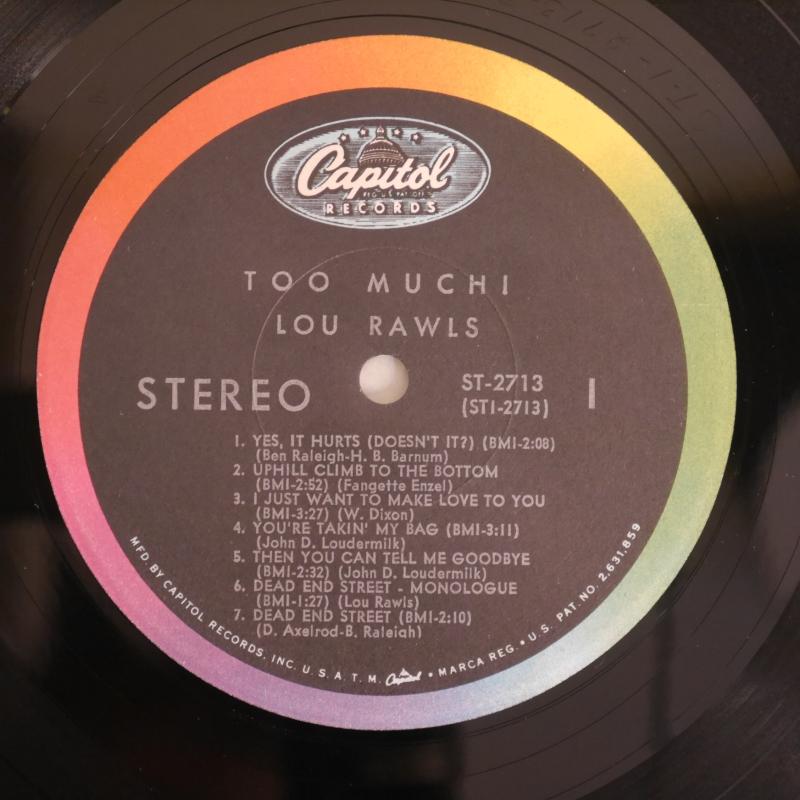 Capitol
REG. U.S. PAT. OFF.
RECORDS
TOO MUCH!
LOU RAWLS
STEREO
ST-2713
(ST1-2713)
1
1. YES, IT HURTS (DOESN'T IT?) (BMI-2:08)
(Ben Raleigh-H. B. Barnum)
2. UPHILL CLIMB TO THE BOTTOM
(BMI-2:52) (Fangette Enzel)
3. I JUST WANT TO MAKE LOVE TO YOU
(BMI-3:27) (W. Dixon)
4. YOU'RE TAKIN' MY BAG (BMI-3:11)
(John D. Loudermilk)
5. THEN YOU CAN TELL ME GOODBYE
(BMI-2:32) (John D. Loudermilk)
6. DEAD END STREET - MONOLOGUE
(BMI-1:27) (Lou Rawls)
7. DEAD END STREET (BMI-2:10)
(D. Axelrod-B. Raleigh)
MFD. BY CAPITOL RECORDS, INC. U. S. A. T. M. Capitol • MARCA REG. • U.S. PAT. NO. 2,631,859